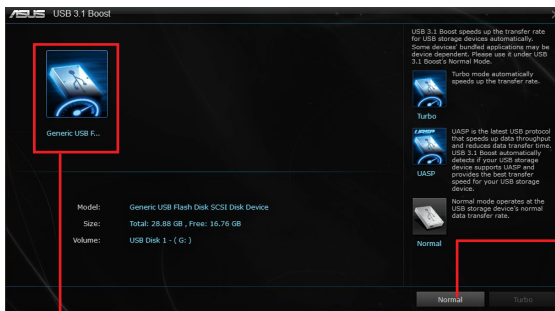 ASUS USB 3.1 Boost
Generic USB F...
Model: Generic USB Flash Disk SCSI Disk Device
Size: Total: 28.88 GB , Free: 16.76 GB
Volume: USB Disk 1 - ( G: )
USB 3.1 Boost speeds up the transfer rate
for USB storage devices automatically.
Some devices' bundled applications may be
device dependent. Please use it under USB
3.1 Boost's Normal Mode.
Turbo mode automatically
speeds up the transfer rate.
Turbo
UASP is the latest USB protocol
that speeds up data throughput
and reduces data transfer time.
USB 3.1 Boost automatically
detects if your USB storage
device supports UASP and
provides the best transfer
speed for your USB storage
device.
UASP
Normal mode operates at the
USB storage device's normal
data transfer rate.
Normal
Normal
Turbo